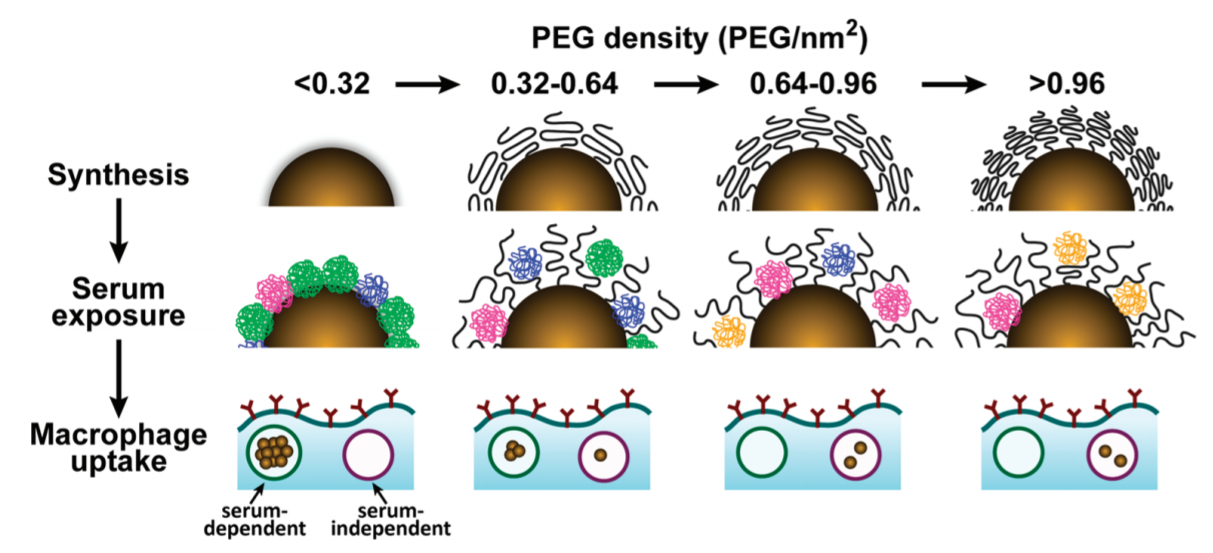 PEG density (PEG/nm²)
<0.32
0.32-0.64
0.64-0.96
>0.96
Synthesis
Serum
exposure
Macrophage
uptake
serum-
dependent
serum-
independent